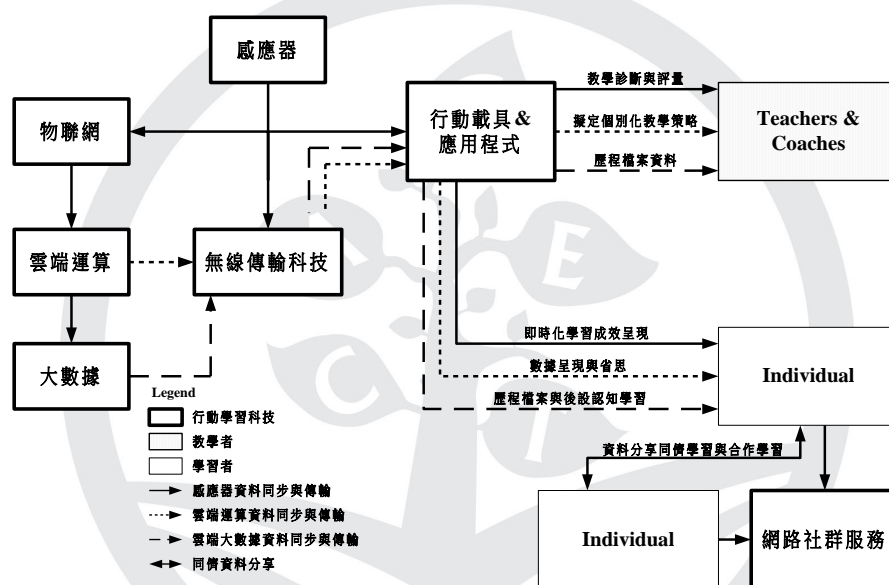 感應器
物聯網
行動載具&
應用程式
教學診斷與評量
擬定個別化教學策略
歷程檔案資料
Teachers &
Coaches
雲端運算
無線傳輸科技
大數據
即時化學習成效呈現
數據呈現與省思
歷程檔案與後設認知學習
Individual
資料分享同儕學習與合作學習
Individual
網路社群服務
Legend
行動學習科技
教學者
學習者
感應器資料同步與傳輸
雲端運算資料同步與傳輸
雲端大數據資料同步與傳輸
同儕資料分享
A
E
C
T